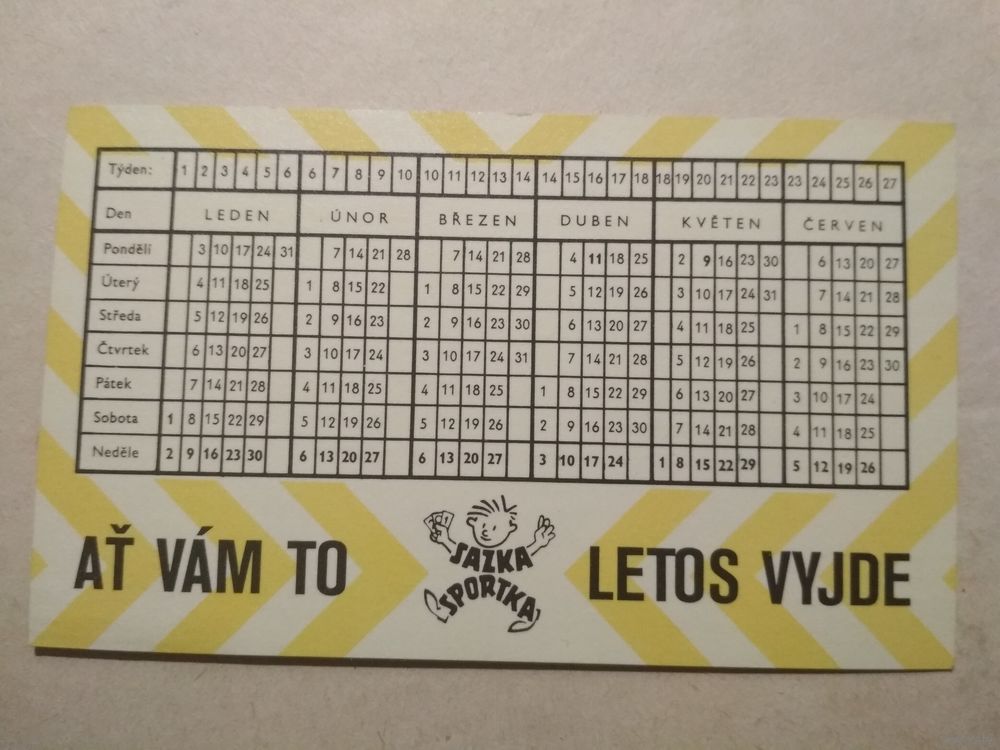 Týden: 1 2 3 4 5 6 6 7 8 9 10 10 11 12 13 14 14 15 16 17 18 18 19 20 21 22 23 23 24 25 26 27
Den LEDEN ÚNOR BŘEZEN DUBEN KVĚTEN ČERVEN
Pondělí 3 10 17 24 31 7 14 21 28 7 14 21 28 4 11 18 25 2 9 16 23 30 6 13 20 27
Úterý 4 11 18 25 1 8 15 22 1 8 15 22 29 5 12 19 26 3 10 17 24 31 7 14 21 28
Středa 5 12 19 26 2 9 16 23 2 9 16 23 30 6 13 20 27 4 11 18 25 1 8 15 22 29
Čtvrtek 6 13 20 27 3 10 17 24 3 10 17 24 31 7 14 21 28 5 12 19 26 2 9 16 23 30
Pátek 7 14 21 28 4 11 18 25 4 11 18 25 1 8 15 22 29 6 13 20 27 3 10 17 24
Sobota 1 8 15 22 29 5 12 19 26 5 12 19 26 2 9 16 23 30 7 14 21 28 4 11 18 25
Neděle 2 9 16 23 30 6 13 20 27 6 13 20 27 3 10 17 24 1 8 15 22 29 5 12 19 26
AŤ VÁM TO
SAZKA
SPORTKA
LETOS VYJDE